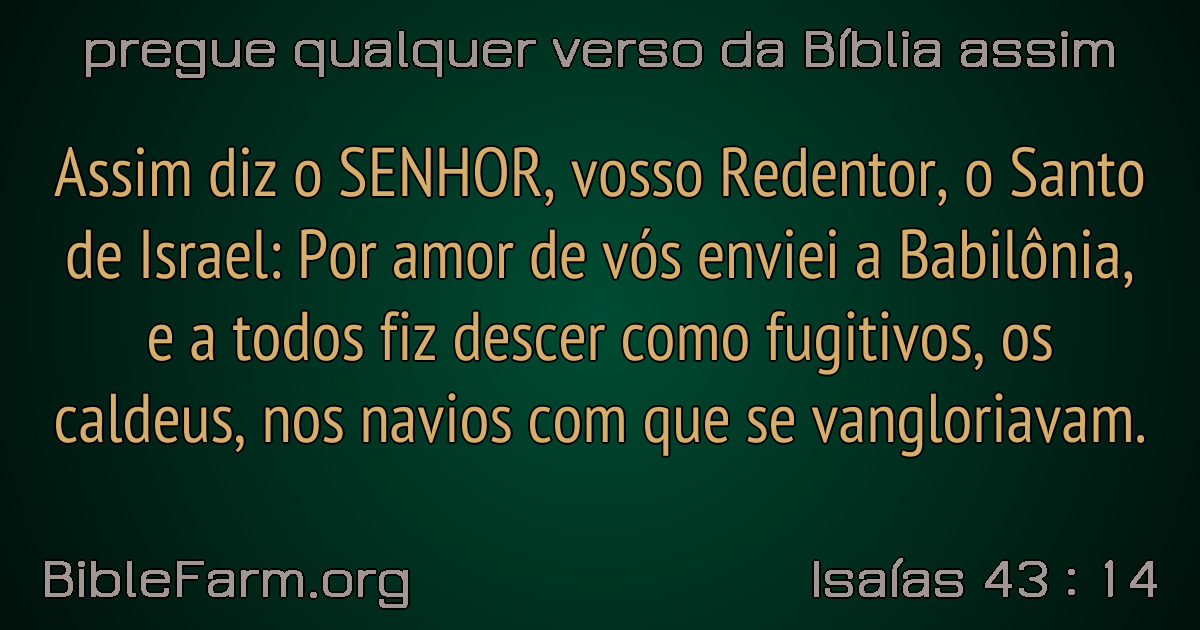 pregue qualquer verso da Bíblia assim
Assim diz o SENHOR, vosso Redentor, o Santo
de Israel: Por amor de vós enviei a Babilônia,
e a todos fiz descer como fugitivos, os
caldeus, nos navios com que se vangloriavam.
BibleFarm.org
Isaías 43 : 14